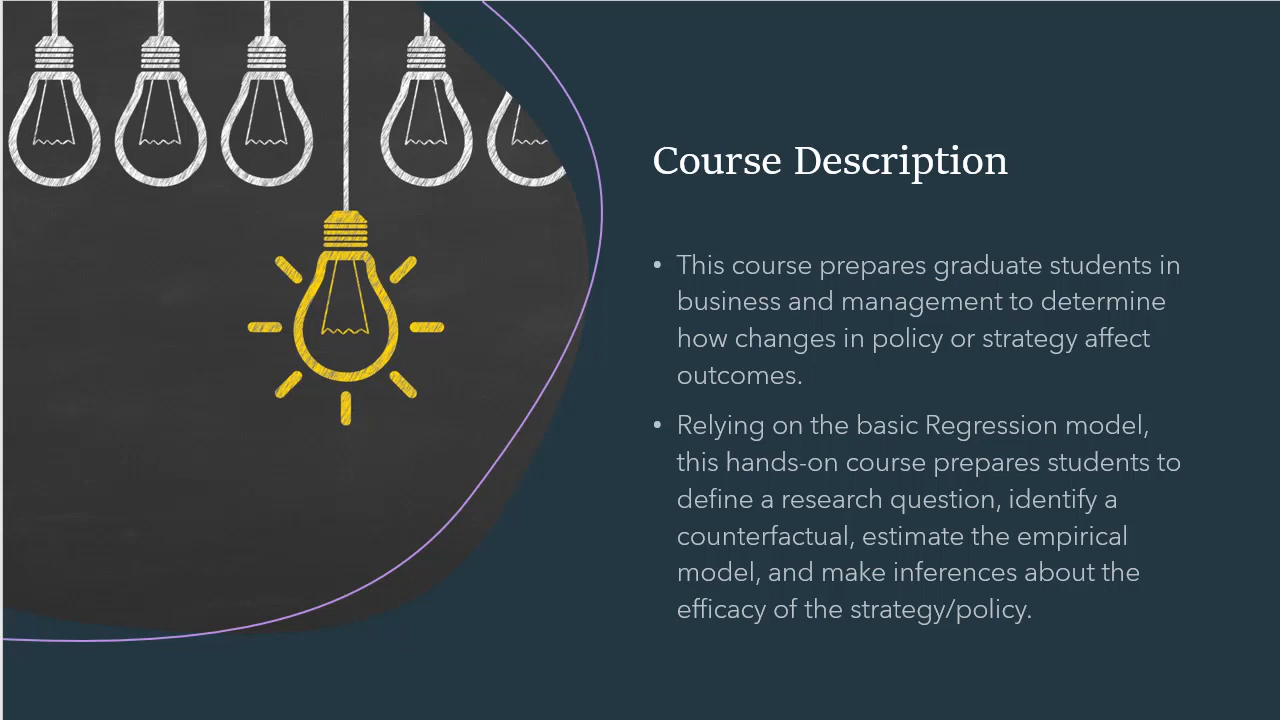 Course Description
• This course prepares graduate students in
business and management to determine
how changes in policy or strategy affect
outcomes.
• Relying on the basic Regression model,
this hands-on course prepares students to
define a research question, identify a
counterfactual, estimate the empirical
model, and make inferences about the
efficacy of the strategy/policy.